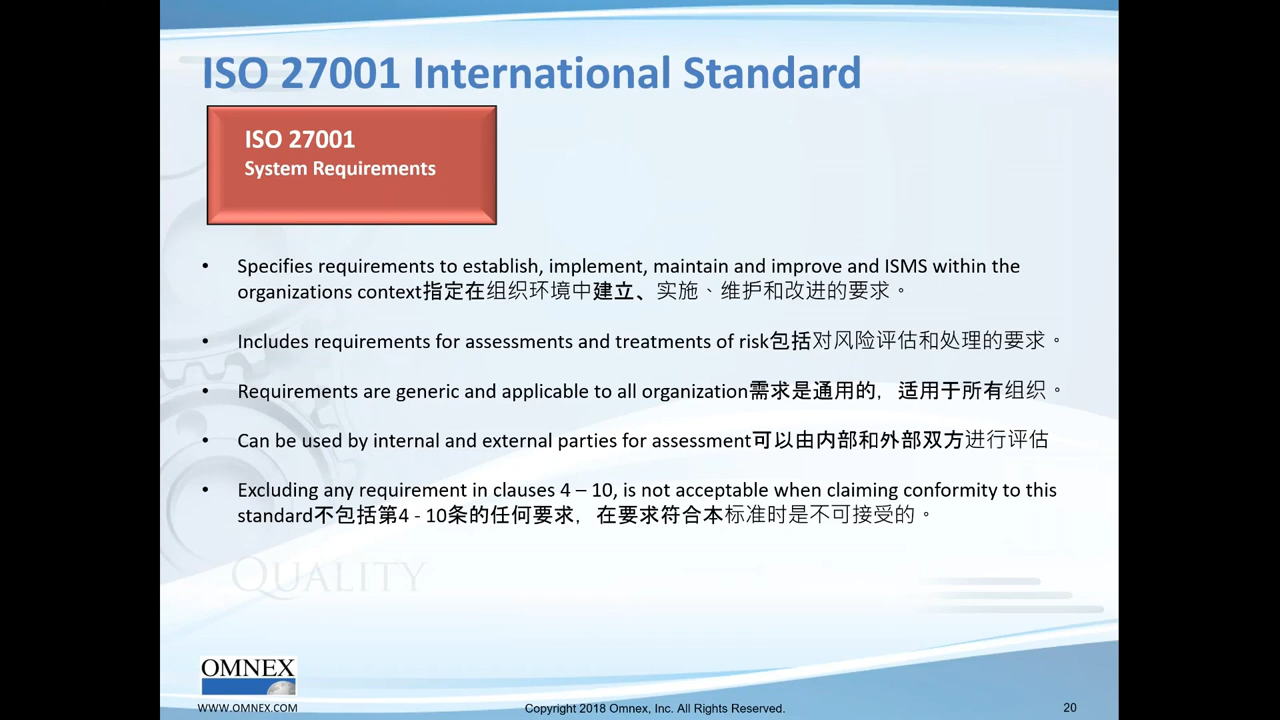 ISO 27001 International Standard
ISO 27001
System Requirements
• Specifies requirements to establish, implement, maintain and improve and ISMS within the
organizations context指定在组织环境中建立、实施、维护和改进的要求。
• Includes requirements for assessments and treatments of risk包括对风险评估和处理的要求。
• Requirements are generic and applicable to all organization需求是通用的，适用于所有组织。
• Can be used by internal and external parties for assessment可以由内部和外部双方进行评估
• Excluding any requirement in clauses 4 – 10, is not acceptable when claiming conformity to this
standard不包括第4 - 10条的任何要求，在要求符合本标准时是不可接受的。
QUALITY
OMNEX
WWW.OMNEX.COM
Copyright 2018 Omnex, Inc. All Rights Reserved.
20